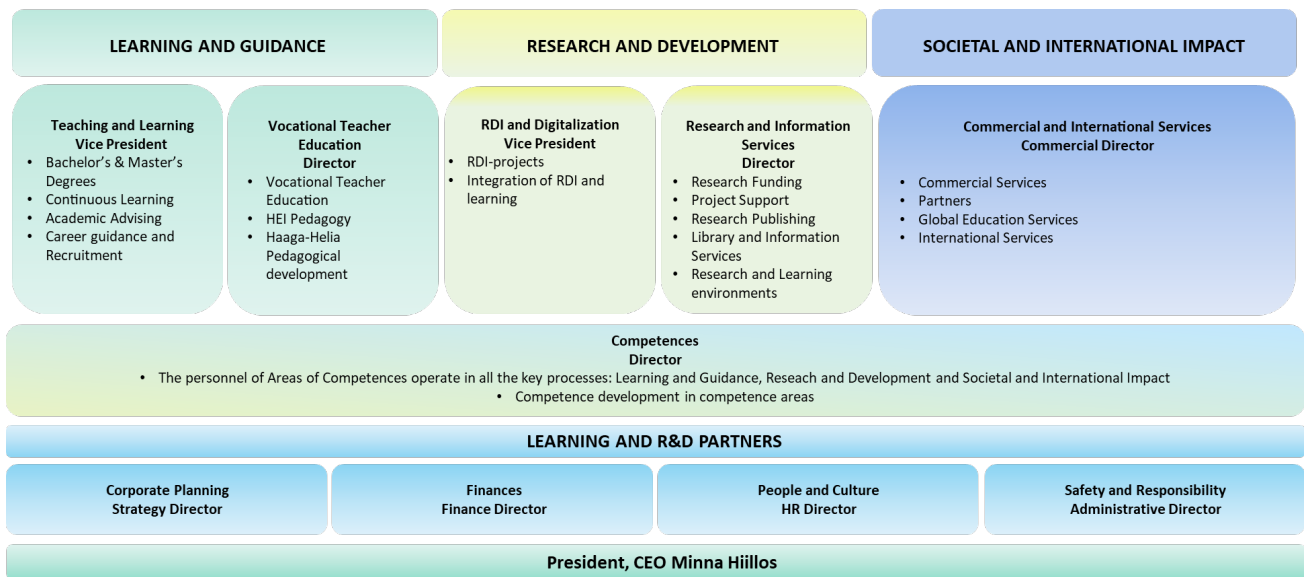 LEARNING AND GUIDANCE
RESEARCH AND DEVELOPMENT
SOCIETAL AND INTERNATIONAL IMPACT
Teaching and Learning
Vice President
• Bachelor's & Master's
Degrees
• Continuous Learning
• Academic Advising
• Career guidance and
Recruitment
Vocational Teacher
Education
Director
• Vocational Teacher
Education
• HEI Pedagogy
• Haaga-Helia
Pedagogical
development
RDI and Digitalization
Vice President
• RDI-projects
• Integration of RDI and
learning
Research and Information
Services
Director
• Research Funding
• Project Support
• Research Publishing
• Library and Information
Services
• Research and Learning
environments
Commercial and International Services
Commercial Director
• Commercial Services
• Partners
• Global Education Services
• International Services
Competences
Director
• The personnel of Areas of Competences operate in all the key processes: Learning and Guidance, Reseach and Development and Societal and International Impact
• Competence development in competence areas
LEARNING AND R&D PARTNERS
Corporate Planning
Strategy Director
Finances
Finance Director
People and Culture
HR Director
Safety and Responsibility
Administrative Director
President, CEO Minna Hiillos